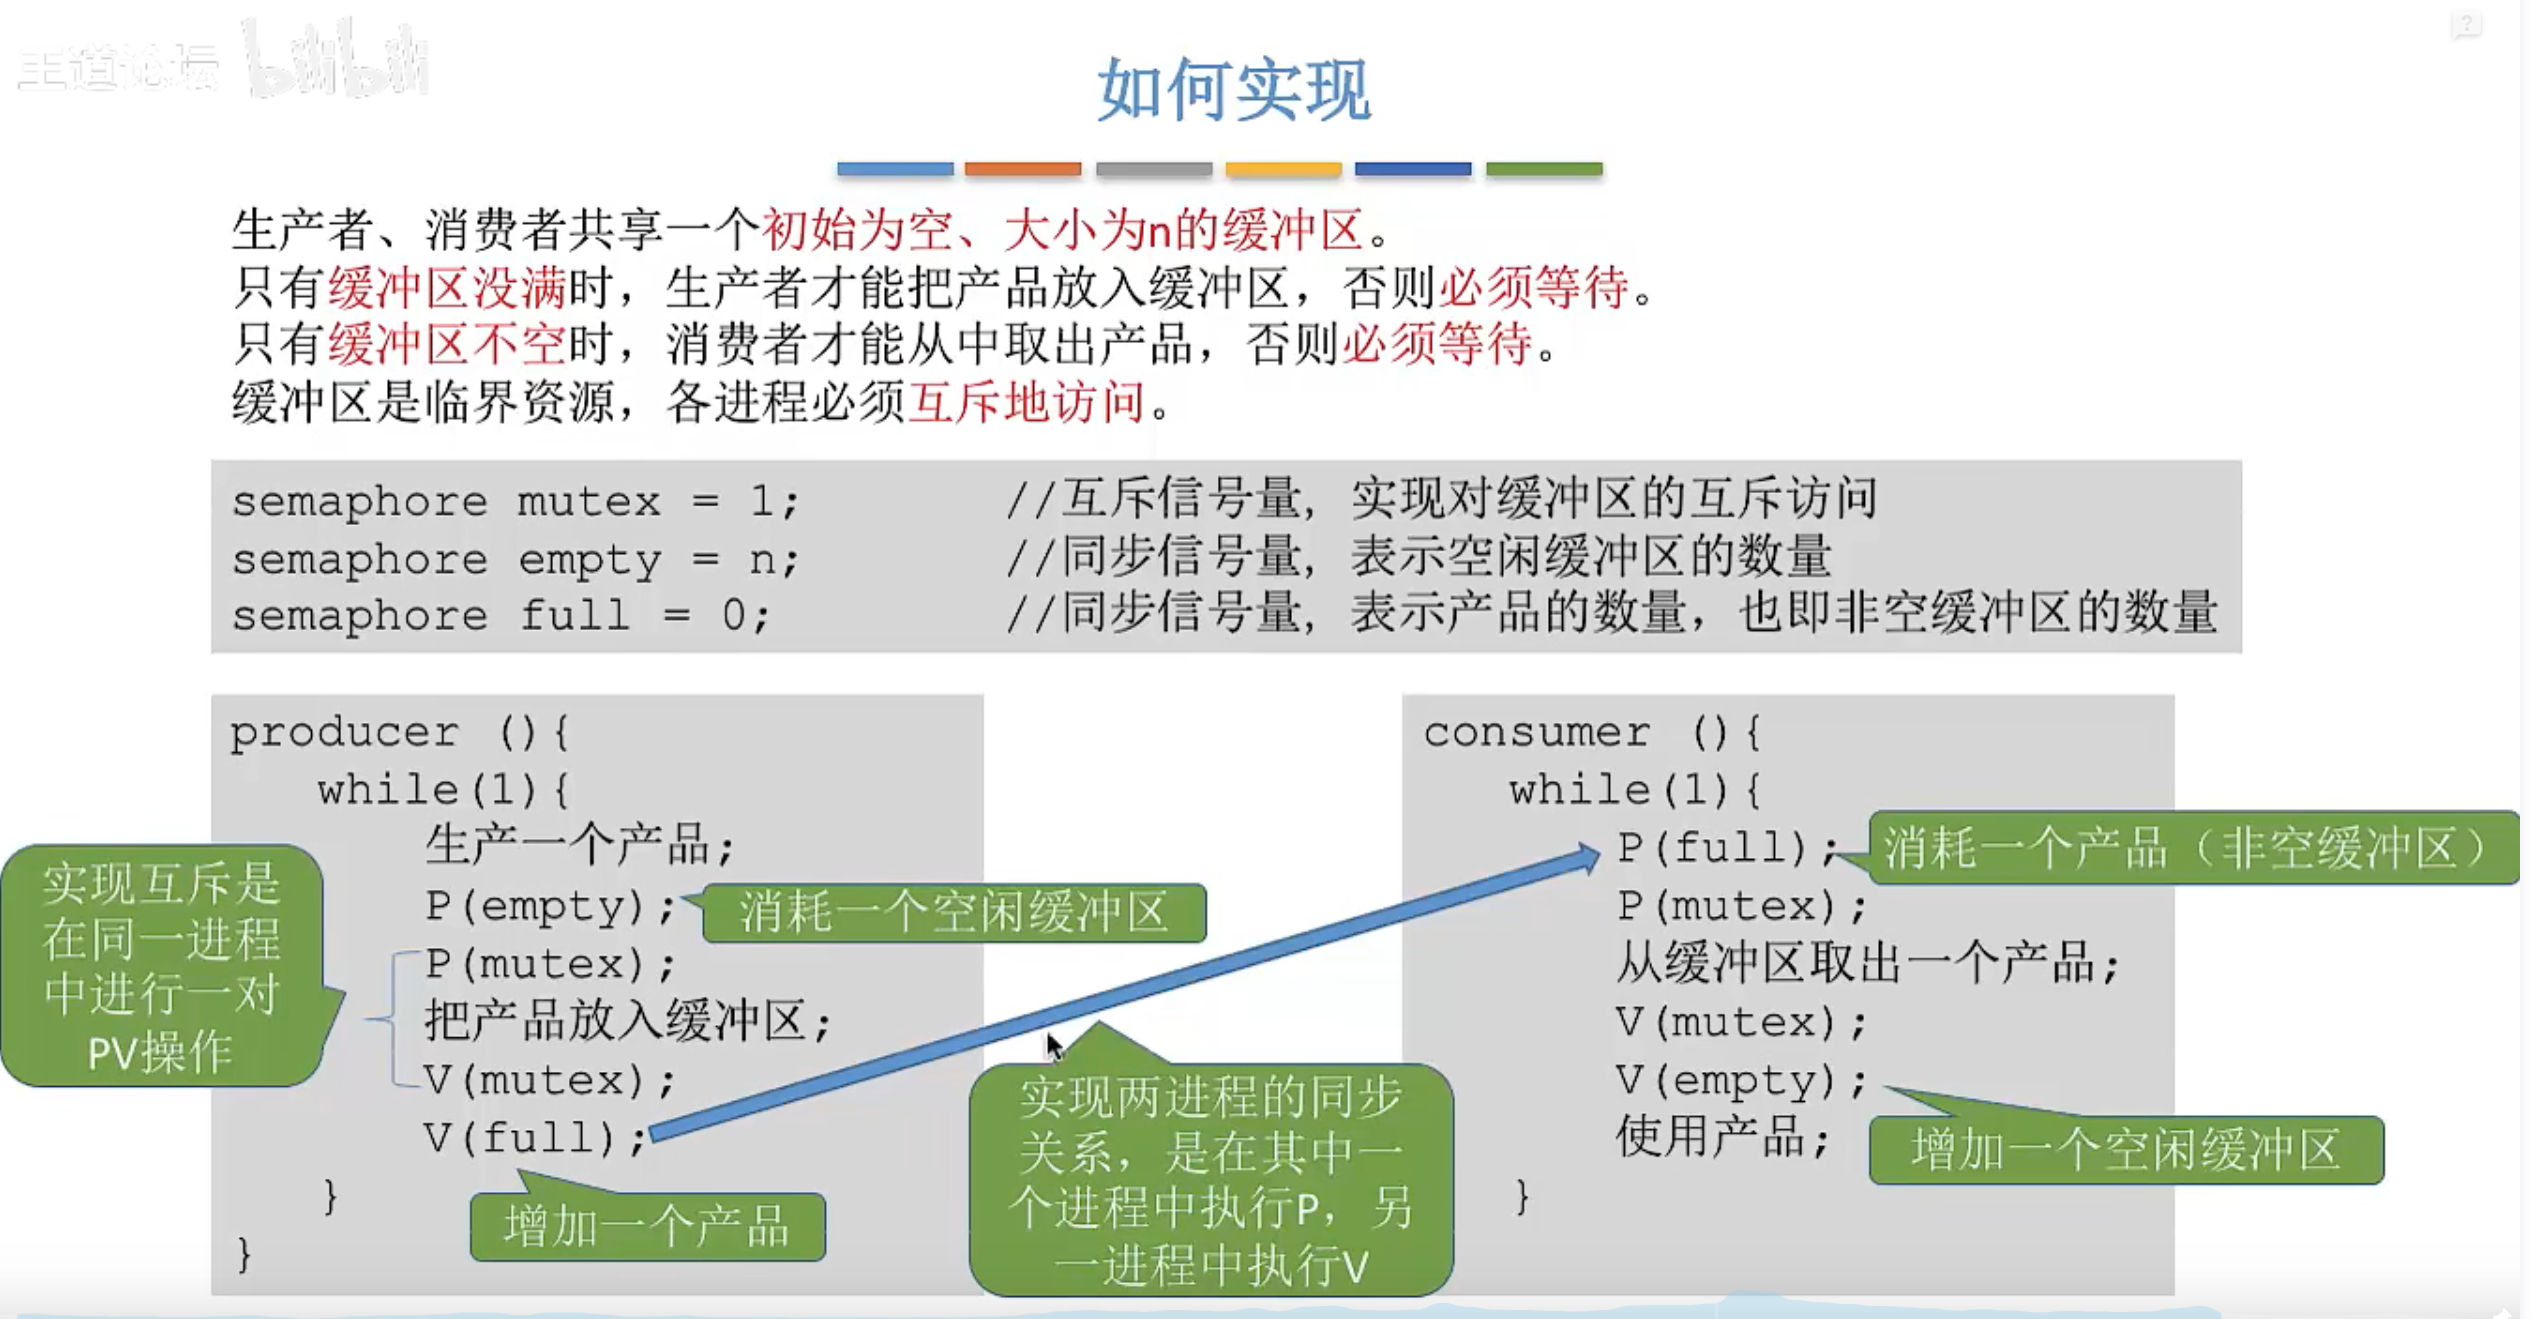 王道论坛 bilibili
如何实现
生产者、消费者共享一个初始为空、大小为n的缓冲区。
只有缓冲区没满时，生产者才能把产品放入缓冲区，否则必须等待。
只有缓冲区不空时，消费者才能从中取出产品，否则必须等待。
缓冲区是临界资源，各进程必须互斥地访问。
semaphore mutex = 1; //互斥信号量，实现对缓冲区的互斥访问
semaphore empty = n; //同步信号量，表示空闲缓冲区的数量
semaphore full = 0; //同步信号量，表示产品的数量，也即非空缓冲区的数量
producer (){
while(1){
生产一个产品;
P(empty);
消耗一个空闲缓冲区
P(mutex);
把产品放入缓冲区;
V(mutex);
V(full);
增加一个产品
}
}
实现互斥是
在同一进程
中进行一对
PV操作
实现两进程的同步
关系，是在其中一
个进程中执行P，另
一进程中执行V
consumer (){
while(1){
P(full);
消耗一个产品（非空缓冲区）
P(mutex);
从缓冲区取出一个产品;
V(mutex);
V(empty);
增加一个空闲缓冲区
使用产品;
}